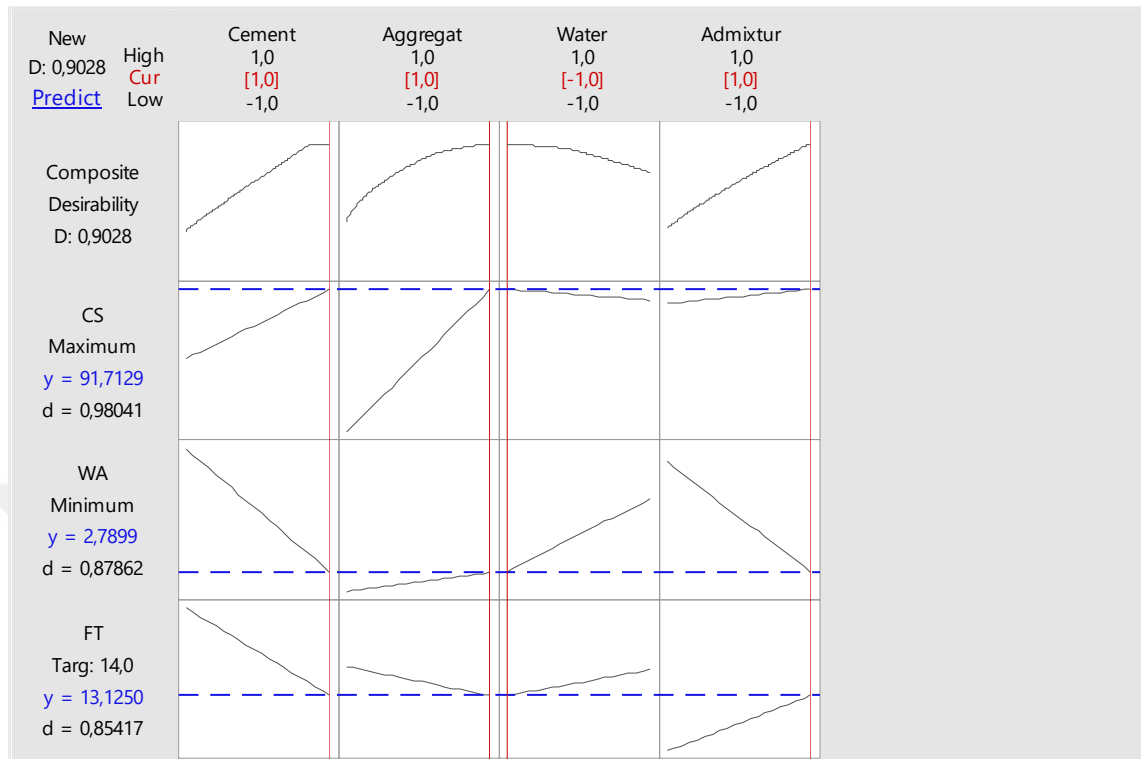 New
D: 0,9028
Predict
High
Cur
Low
Cement
1,0
[1,0]
-1,0
Aggregat
1,0
[1,0]
-1,0
Water
1,0
[-1,0]
-1,0
Admixtur
1,0
[1,0]
-1,0
Composite
Desirability
D: 0,9028
CS
Maximum
y = 91,7129
d = 0,98041
WA
Minimum
y = 2,7899
d = 0,87862
FT
Targ: 14,0
y = 13,1250
d = 0,85417